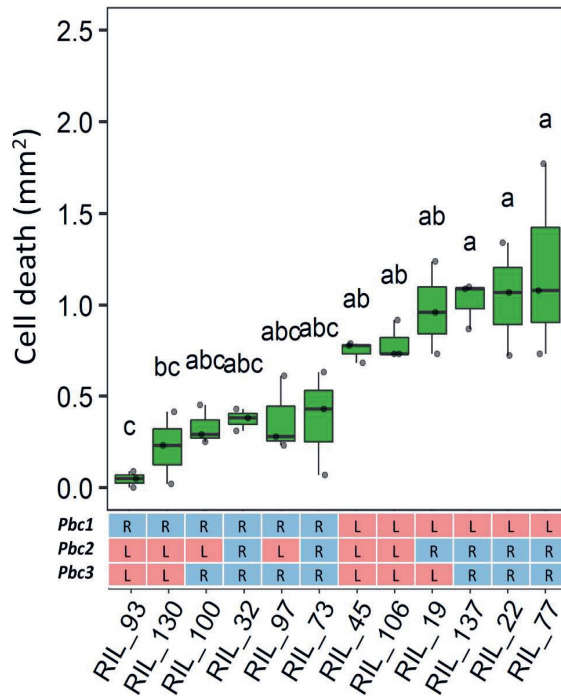 2.5
2.0
1.5
1.0
0.5
0.0
Cell death (mm²)
c
bc
abc
abc
abc
abc
ab
ab
ab
a
a
a
Pbc1 R R R R R R L L L L L L
Pbc2 L L L R L R L L R R R R
Pbc3 L L R R R R L L L R R R
RIL_93
RIL_130
RIL_100
RIL_32
RIL_97
RIL_73
RIL_45
RIL_106
RIL_19
RIL_137
RIL_22
RIL_77